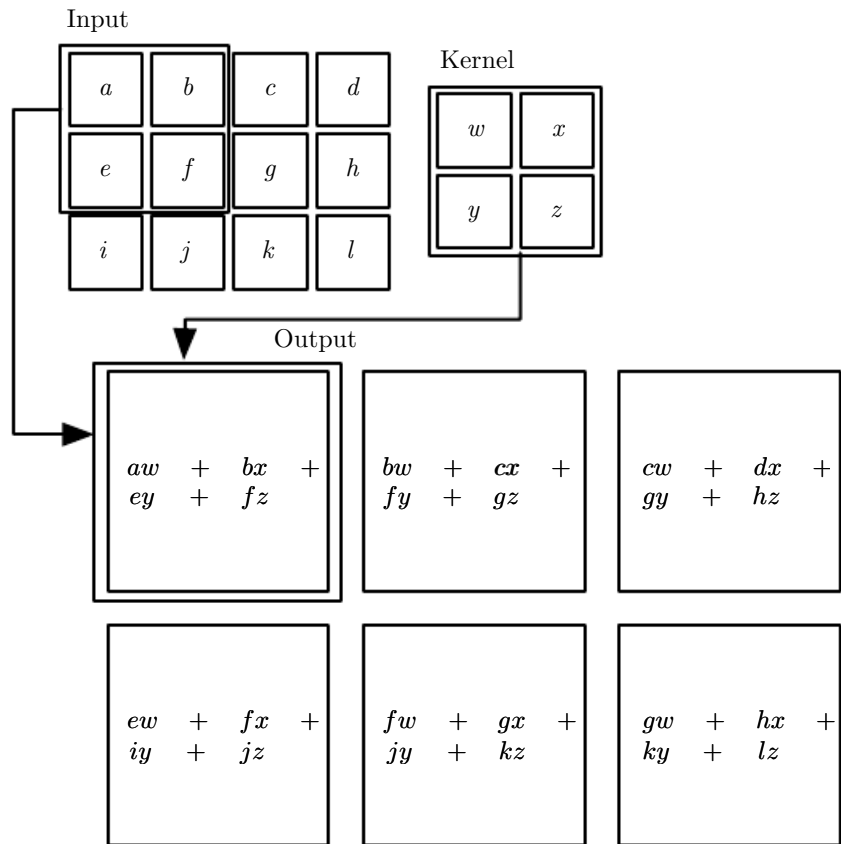 Input
Kernel
a b c d
w x
e f g h
y z
i j k l
Output
aw + bx +
ey + fz
bw + cx +
fy + gz
cw + dx +
gy + hz
ew + fx +
iy + jz
fw + gx +
jy + kz
gw + hx +
ky + lz